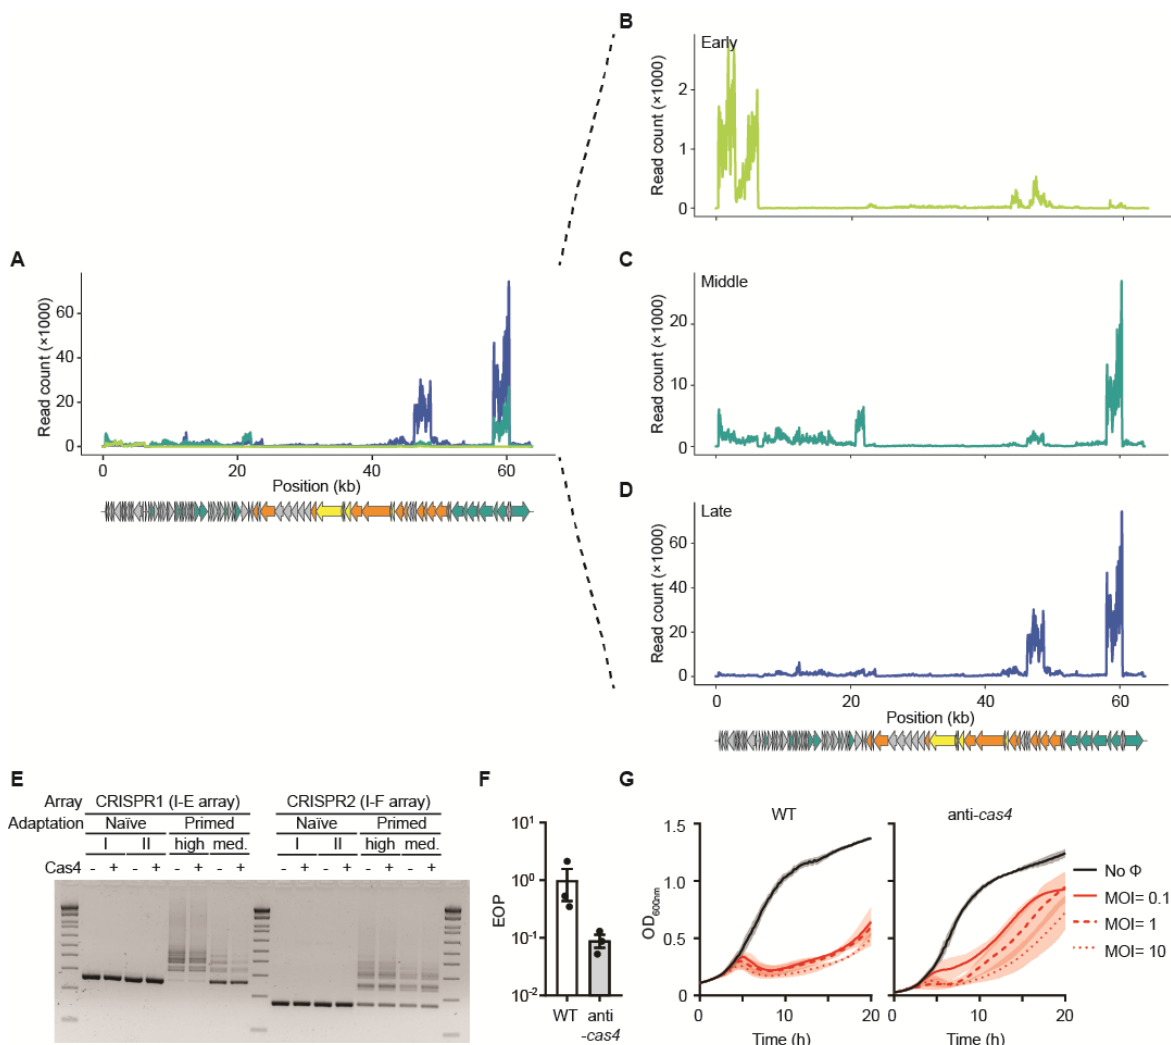 B
Early
Read count (×1000)
2
1
0
A
Read count (×1000)
60
40
20
0
0 20 40 60
Position (kb)
C
Middle
Read count (×1000)
20
10
0
D
Late
Read count (×1000)
60
40
20
0
0 20 40 60
Position (kb)
E
Array CRISPR1 (I-E array) CRISPR2 (I-F array)
Adaptation Naïve Primed Naïve Primed
I II high med. I II high med.
Cas4 - + - + - + - + - + - + - + - +
F
EOP
10¹
10⁰
10⁻¹
10⁻²
WT anti
-cas4
G
WT anti-cas4
OD600nm
1.5
1.0
0.5
0
0 5 10 20
Time (h)
0 5 10 20
Time (h)
No Φ
MOI= 0.1
MOI= 1
MOI= 10